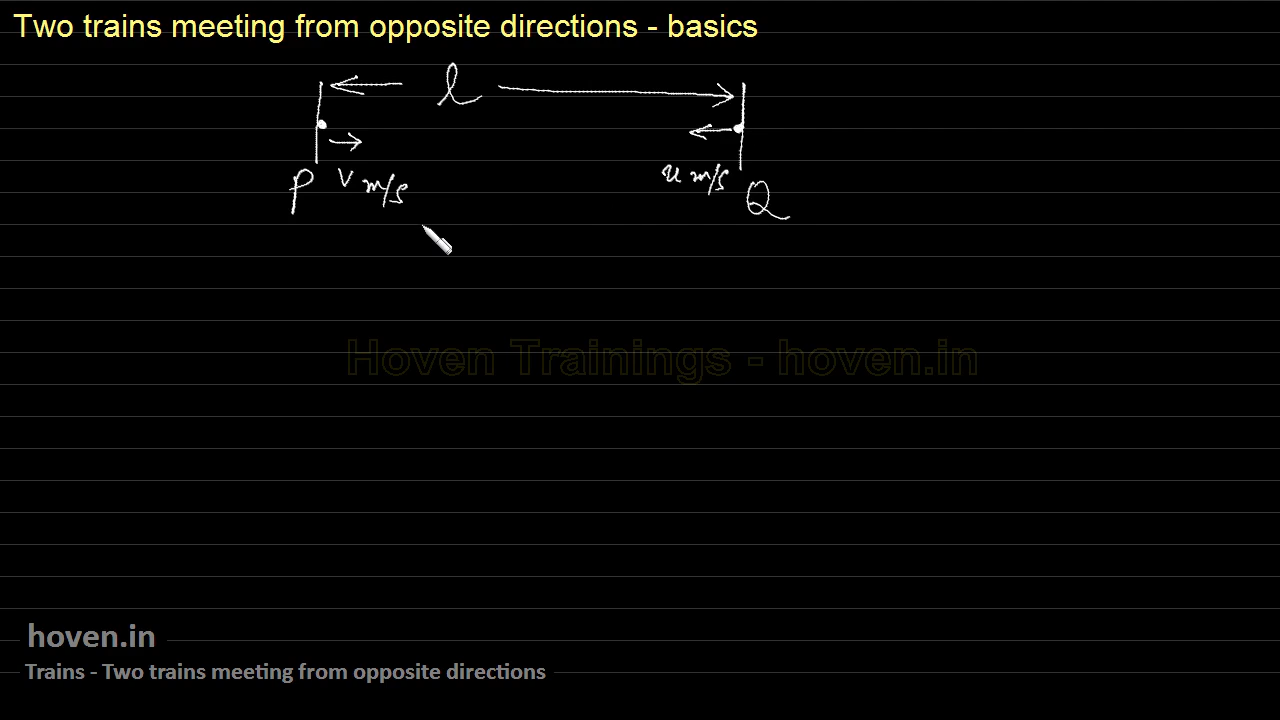 Two trains meeting from opposite directions - basics
l
P v m/s u m/s Q
Hoven Trainings - hoven.in
hoven.in
Trains - Two trains meeting from opposite directions